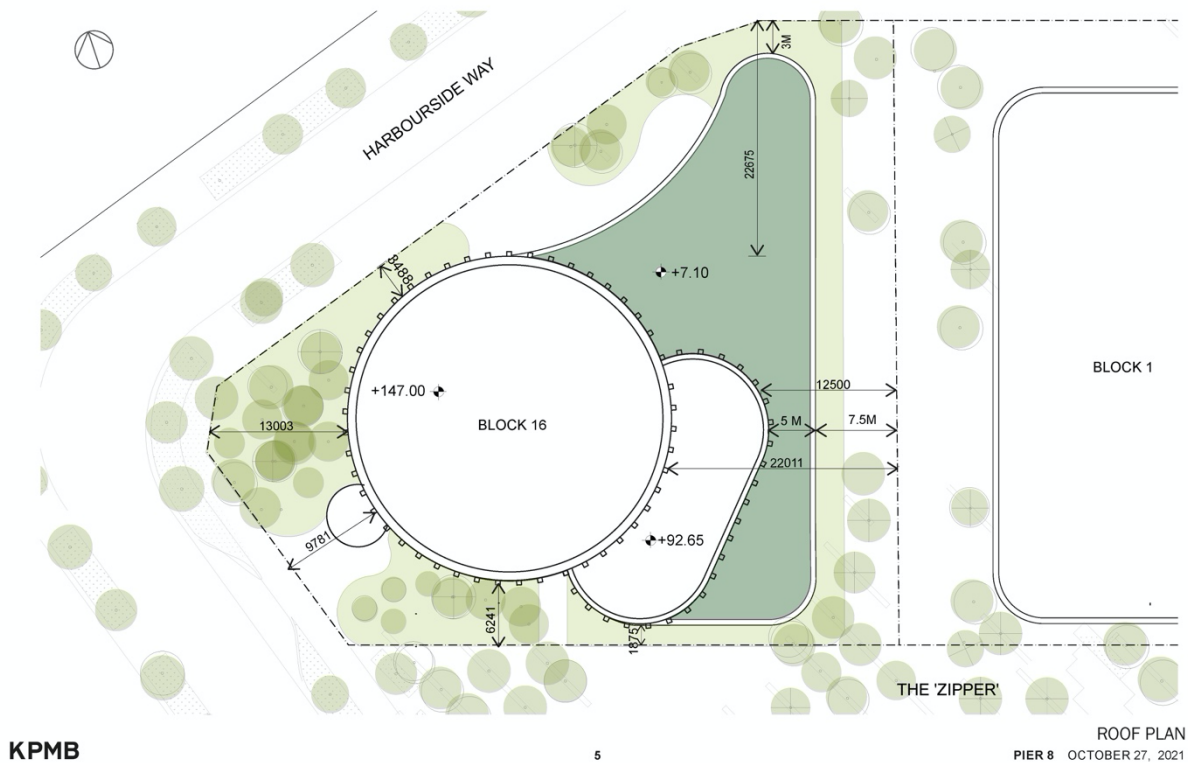 3M
HARBOURSIDE WAY
22675
8488
+7.10
BLOCK 1
12500
+147.00
BLOCK 16
13003
5 M
7.5M
22011
9781
+92.65
6241
1875
THE 'ZIPPER'
ROOF PLAN
KPMB
5
PIER 8 OCTOBER 27, 2021